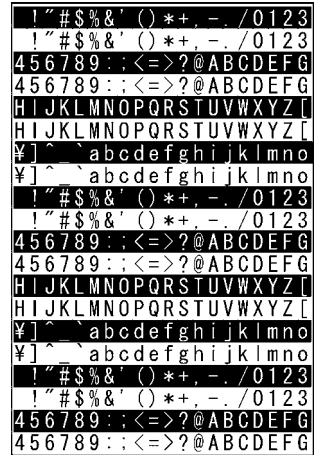 !"#$%&'()*+,-./0123
!"#$%&'()*+,-./0123
456789:;<=>?@ABCDEFG
456789:;<=>?@ABCDEFG
HIJKLMNOPQRSTUVWXYZ[
HIJKLMNOPQRSTUVWXYZ[
¥]^_`abcdefghijklmno
¥]^_`abcdefghijklmno
!"#$%&'()*+,-./0123
!"#$%&'()*+,-./0123
456789:;<=>?@ABCDEFG
456789:;<=>?@ABCDEFG
HIJKLMNOPQRSTUVWXYZ[
HIJKLMNOPQRSTUVWXYZ[
¥]^_`abcdefghijklmno
¥]^_`abcdefghijklmno
!"#$%&'()*+,-./0123
!"#$%&'()*+,-./0123
456789:;<=>?@ABCDEFG
456789:;<=>?@ABCDEFG